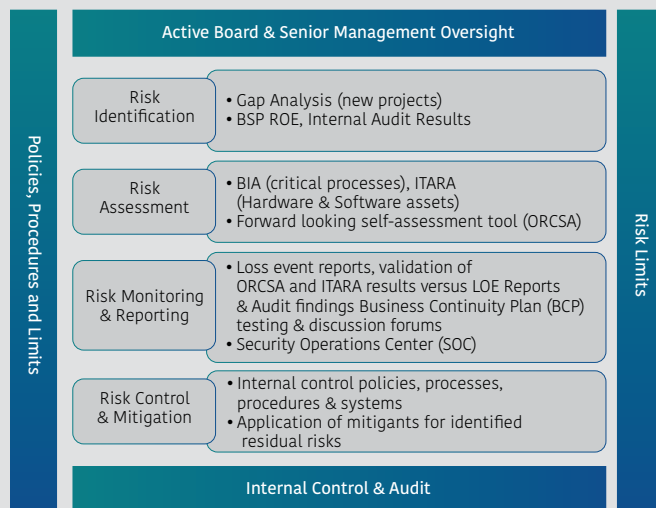 Active Board & Senior Management Oversight
Policies, Procedures and Limits
Risk
Identification
• Gap Analysis (new projects)
• BSP ROE, Internal Audit Results
Risk
Assessment
• BIA (critical processes), ITARA
(Hardware & Software assets)
• Forward looking self-assessment tool (ORCSA)
Risk Monitoring
& Reporting
• Loss event reports, validation of
ORCSA and ITARA results versus LOE Reports
& Audit findings Business Continuity Plan (BCP)
testing & discussion forums
• Security Operations Center (SOC)
Risk Control
& Mitigation
• Internal control policies, processes,
procedures & systems
• Application of mitigants for identified
residual risks
Risk Limits
Internal Control & Audit